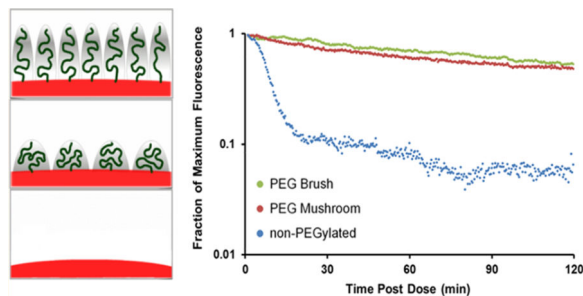 Fraction of Maximum Fluorescence
1
0.1
0.01
PEG Brush
PEG Mushroom
non-PEGylated
0 30 60 90 120
Time Post Dose (min)